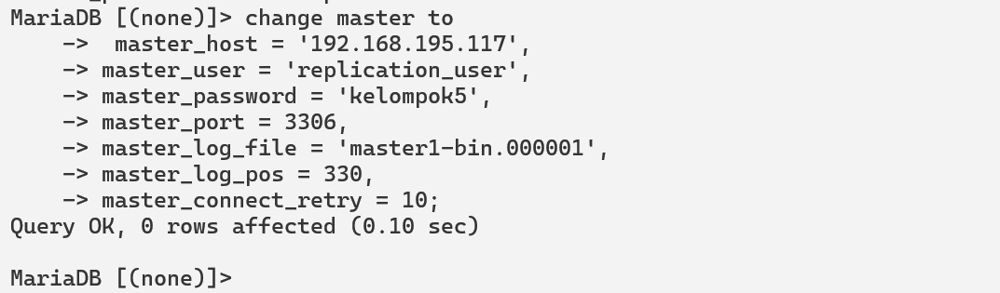 MariaDB [(none)]> change master to
    ->  master_host = '192.168.195.117',
    -> master_user = 'replication_user',
    -> master_password = 'kelompok5',
    -> master_port = 3306,
    -> master_log_file = 'master1-bin.000001',
    -> master_log_pos = 330,
    -> master_connect_retry = 10;
Query OK, 0 rows affected (0.10 sec)

MariaDB [(none)]>